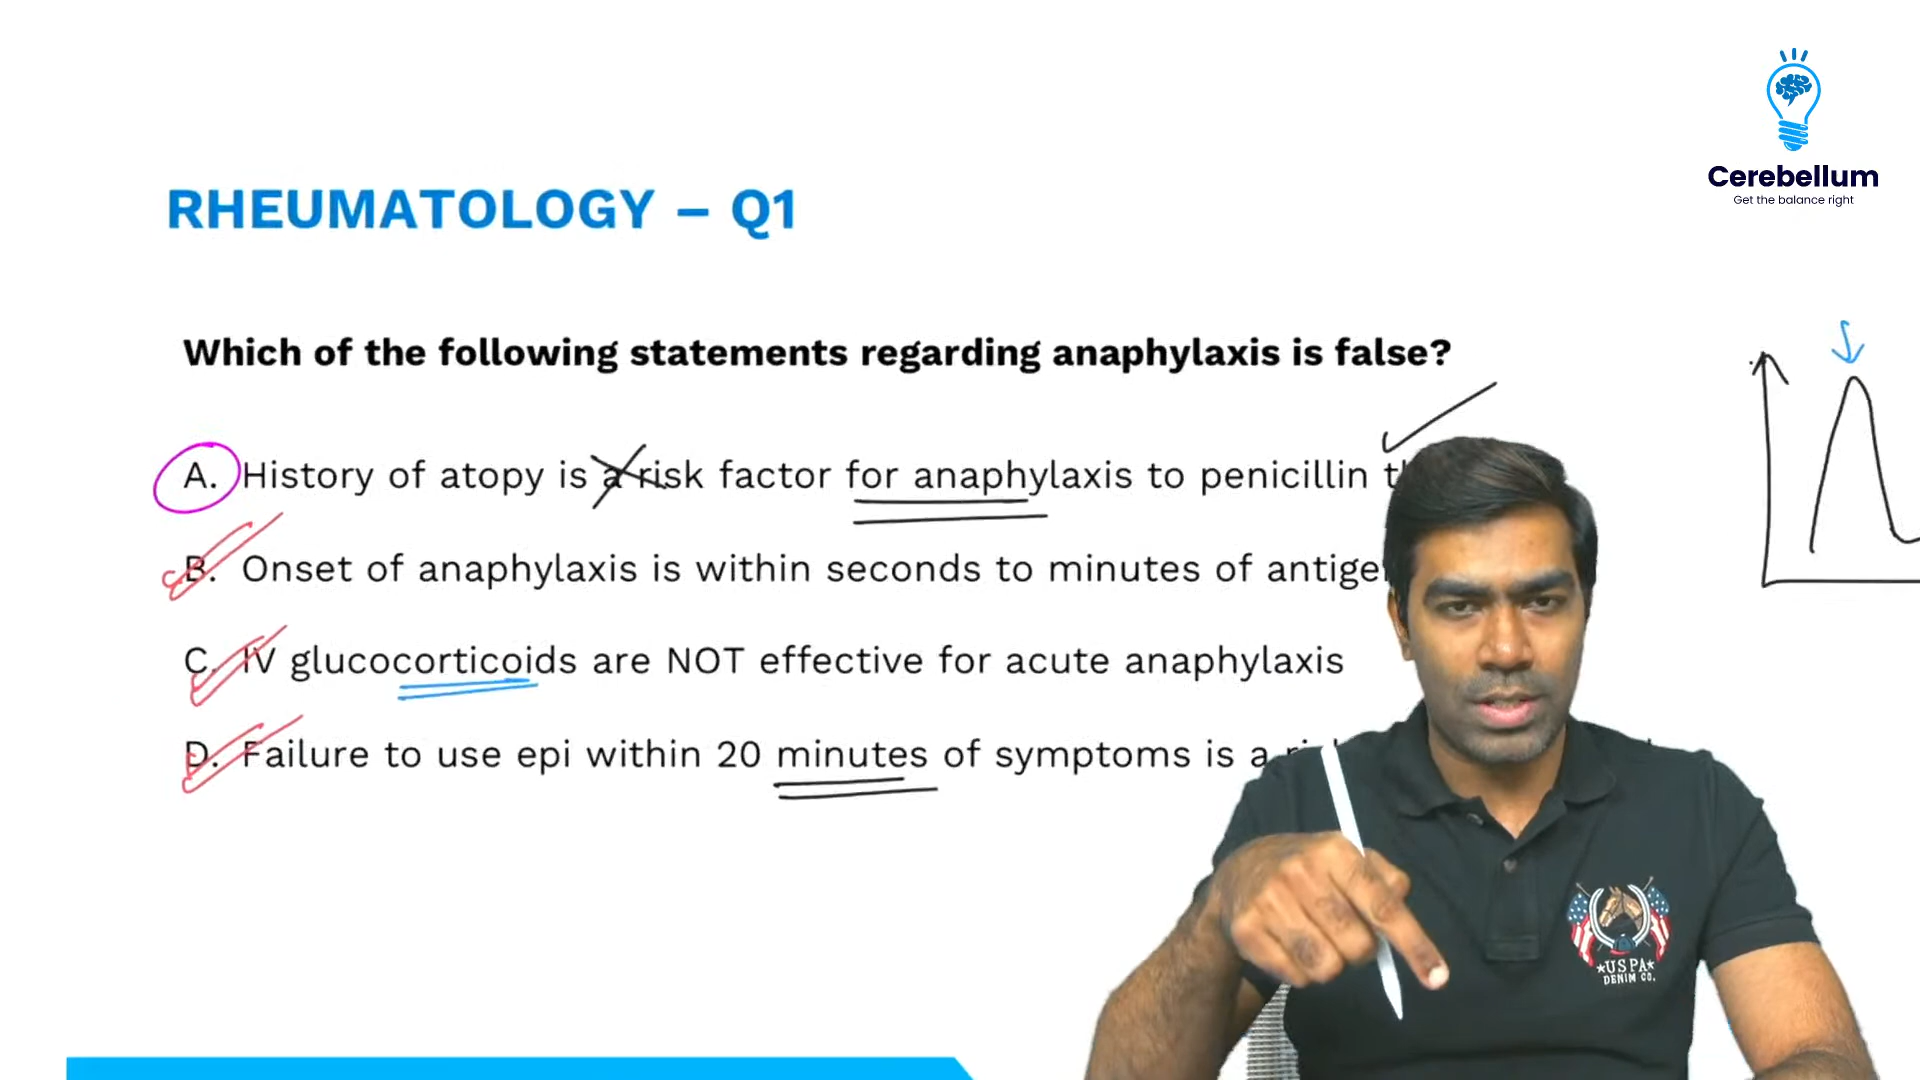 Cerebellum
Get the balance right
RHEUMATOLOGY – Q1
Which of the following statements regarding anaphylaxis is false?
A. History of atopy is a risk factor for anaphylaxis to penicillin
B. Onset of anaphylaxis is within seconds to minutes of
C. IV glucocorticoids are NOT effective for acute anaphylaxis
D. Failure to use epi within 20 minutes of symptoms is a
USPA
DENIM CO.